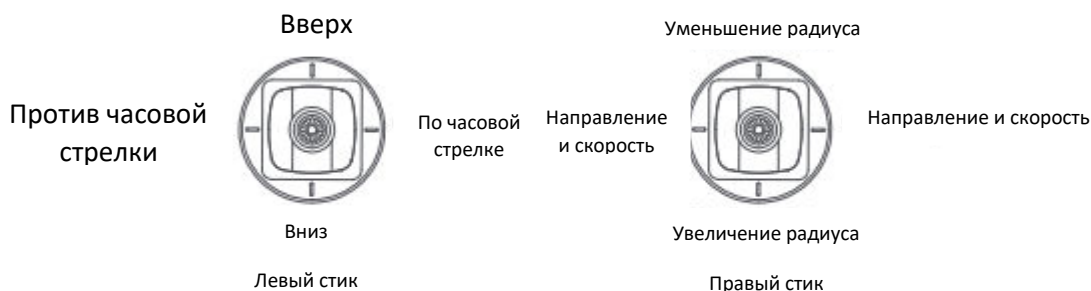 Вверх
Уменьшение радиуса
Против часовой
стрелки
По часовой
стрелке
Направление
и скорость
Направление и скорость
Вниз
Увеличение радиуса
Левый стик
Правый стик